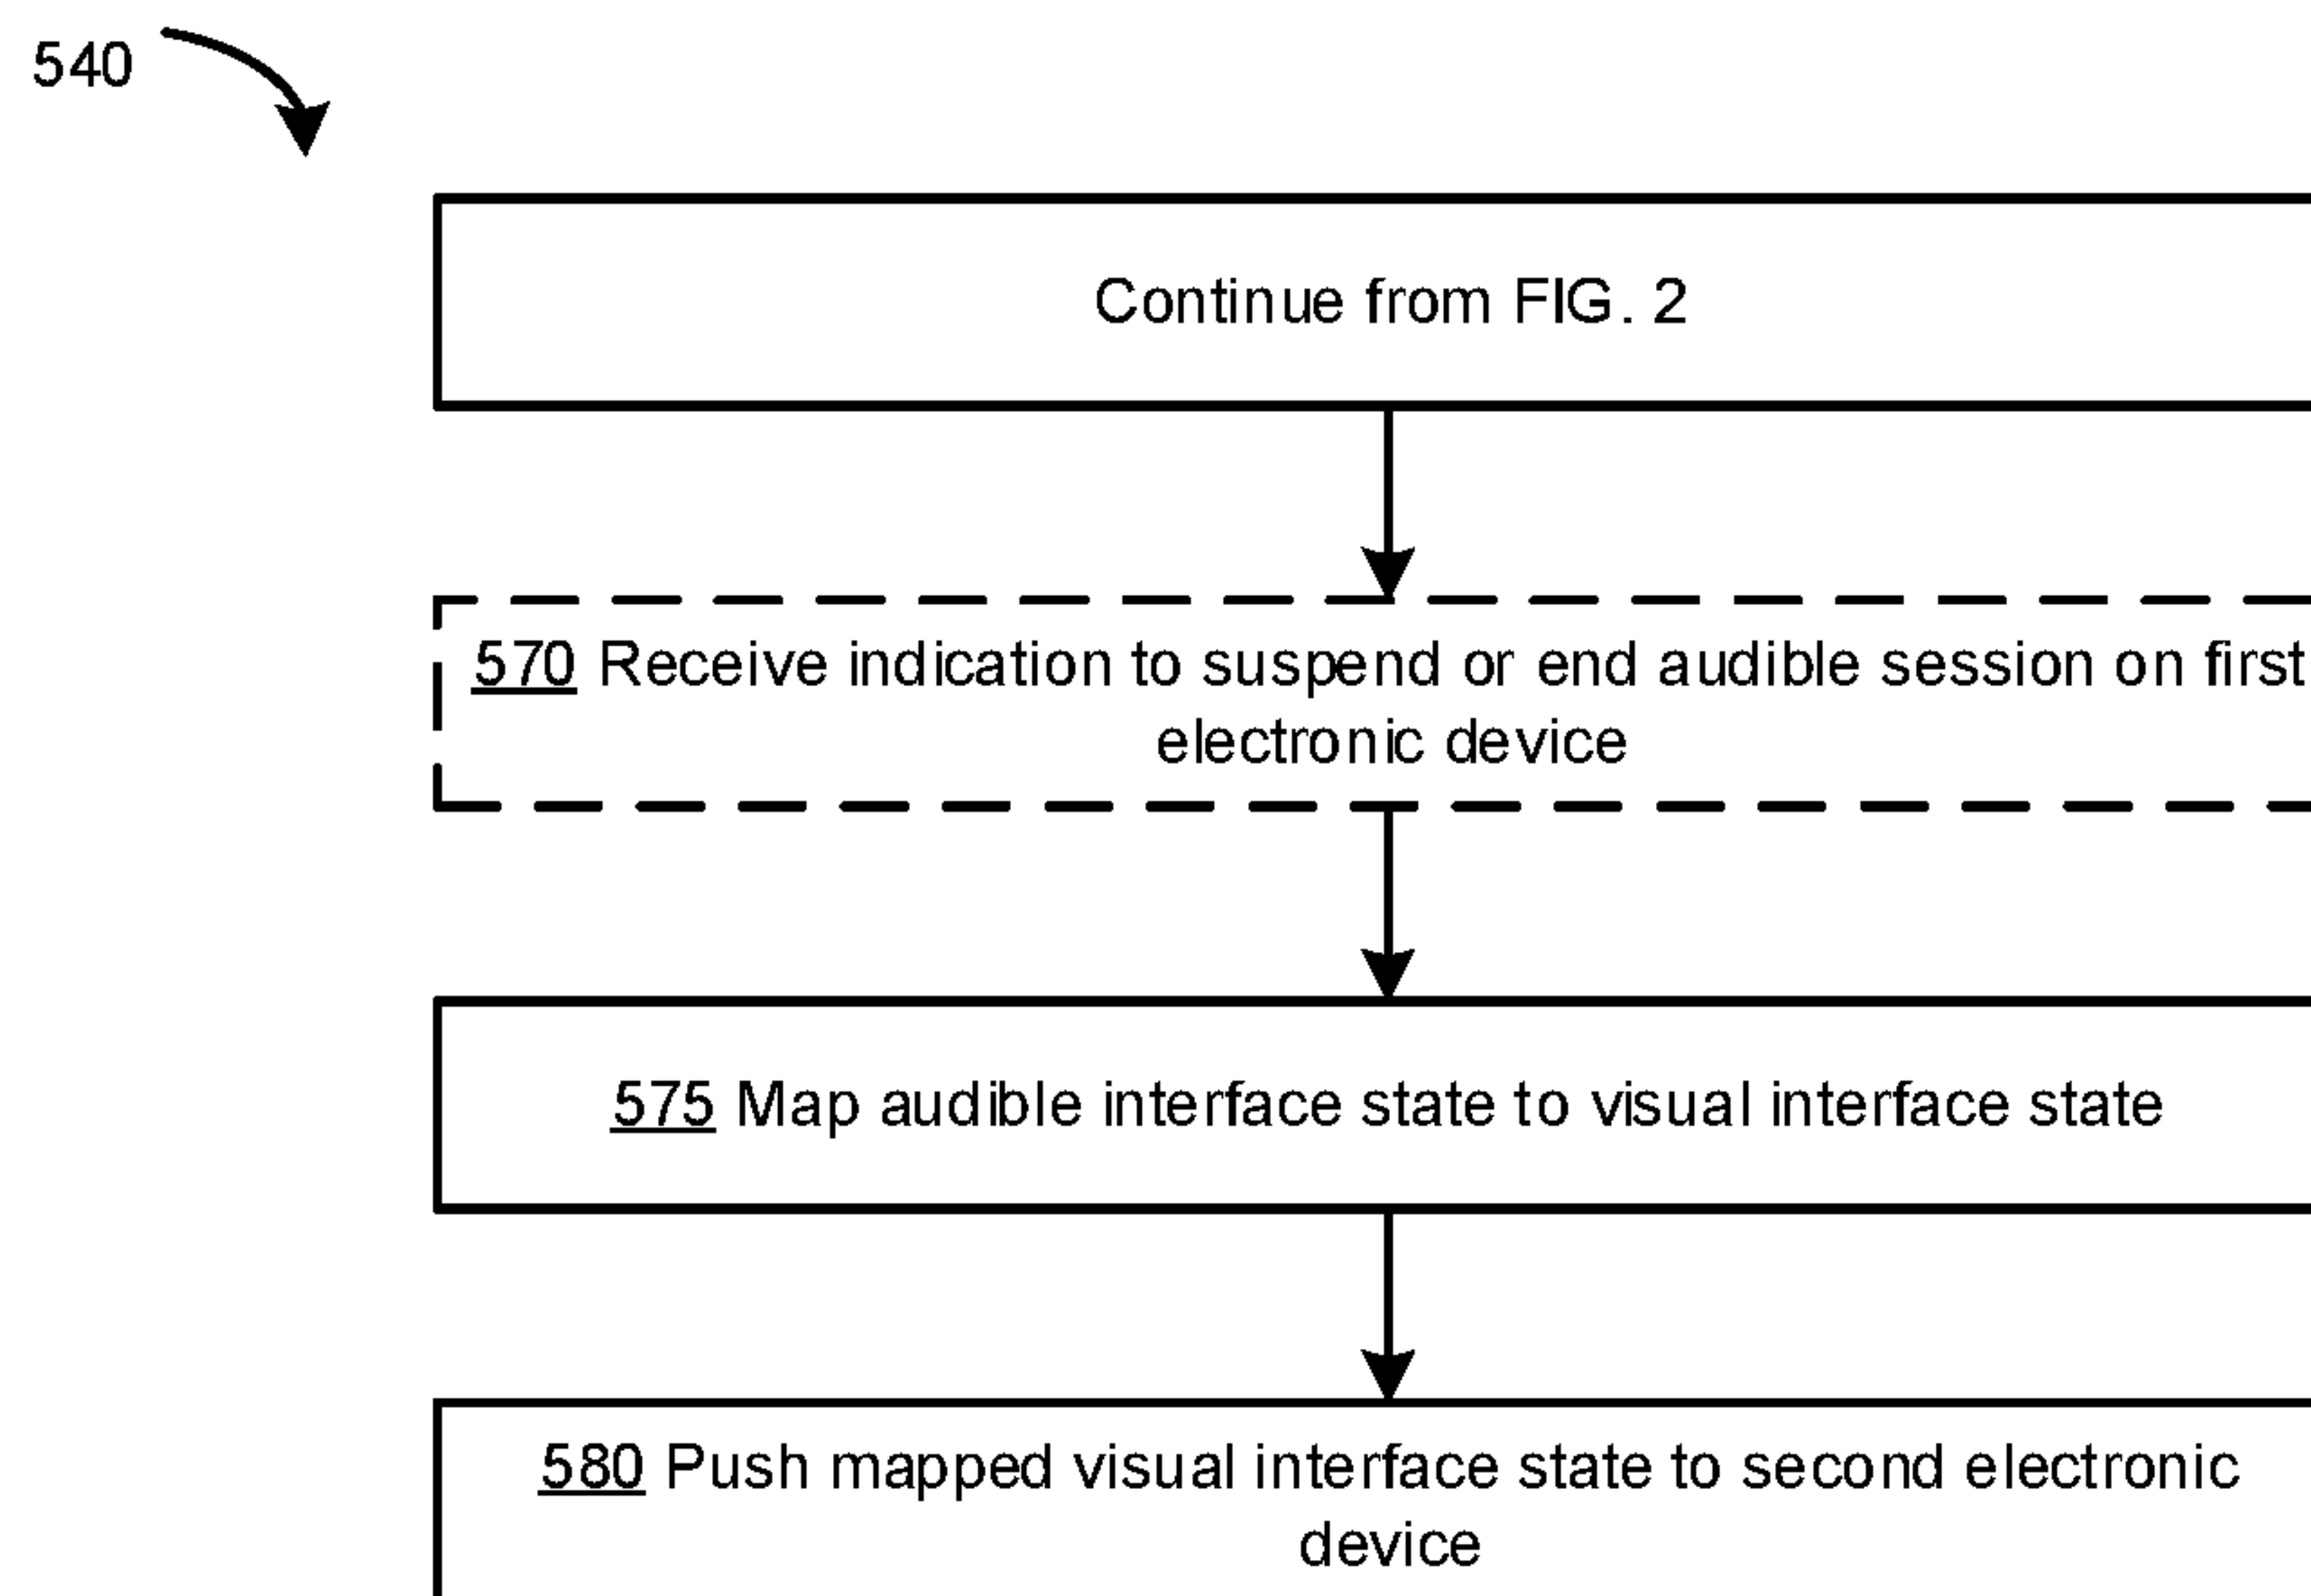 540
Continue from FIG. 2
570 Receive indication to suspend or end audible session on first
electronic device
575 Map audible interface state to visual interface state
580 Push mapped visual interface state to second electronic
device